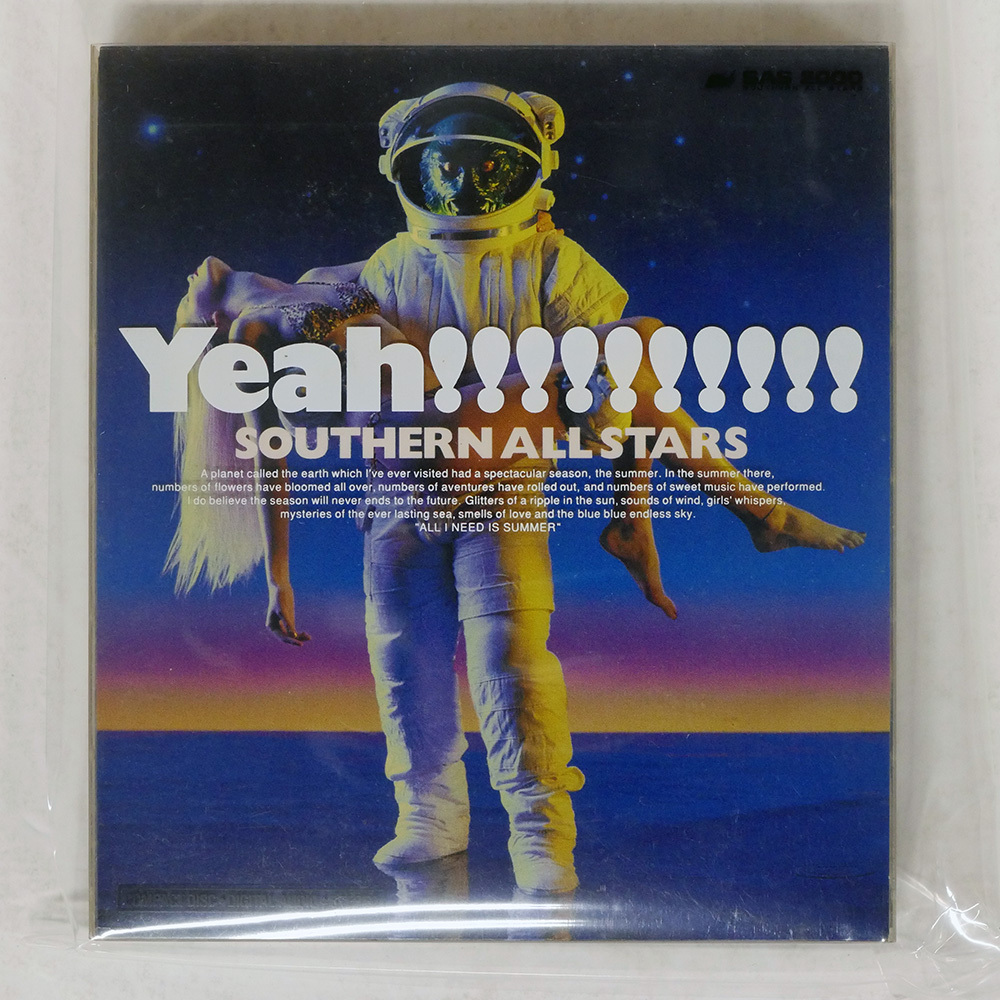 Yeah!!!!!!!!!!
SOUTHERN ALL STARS
A planet called the earth which I've ever visited had a spectacular season, the summer. In the summer there,
numbers of flowers have bloomed all over, numbers of aventures have rolled out, and numbers of sweet music have performed.
I do believe the season will never ends to the future. Glitters of a ripple in the sun, sounds of wind, girls' whispers,
mysteries of the ever lasting sea, smells of love and the blue blue endless sky.
"ALL I NEED IS SUMMER"
COMPACT DISC DIGITAL